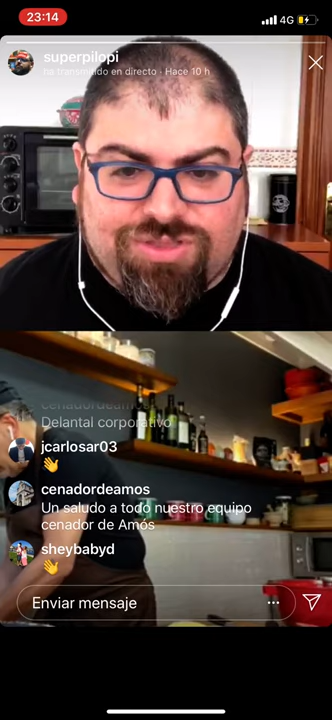 23:14
4G
superpilopi
ha transmitido en directo · Hace 10 h
cenadordeamos
Delantal corporativo
jcarlosar03
👋
cenadordeamos
Un saludo a todo nuestro equipo
cenador de Amós
sheybabyd
👋
Enviar mensaje